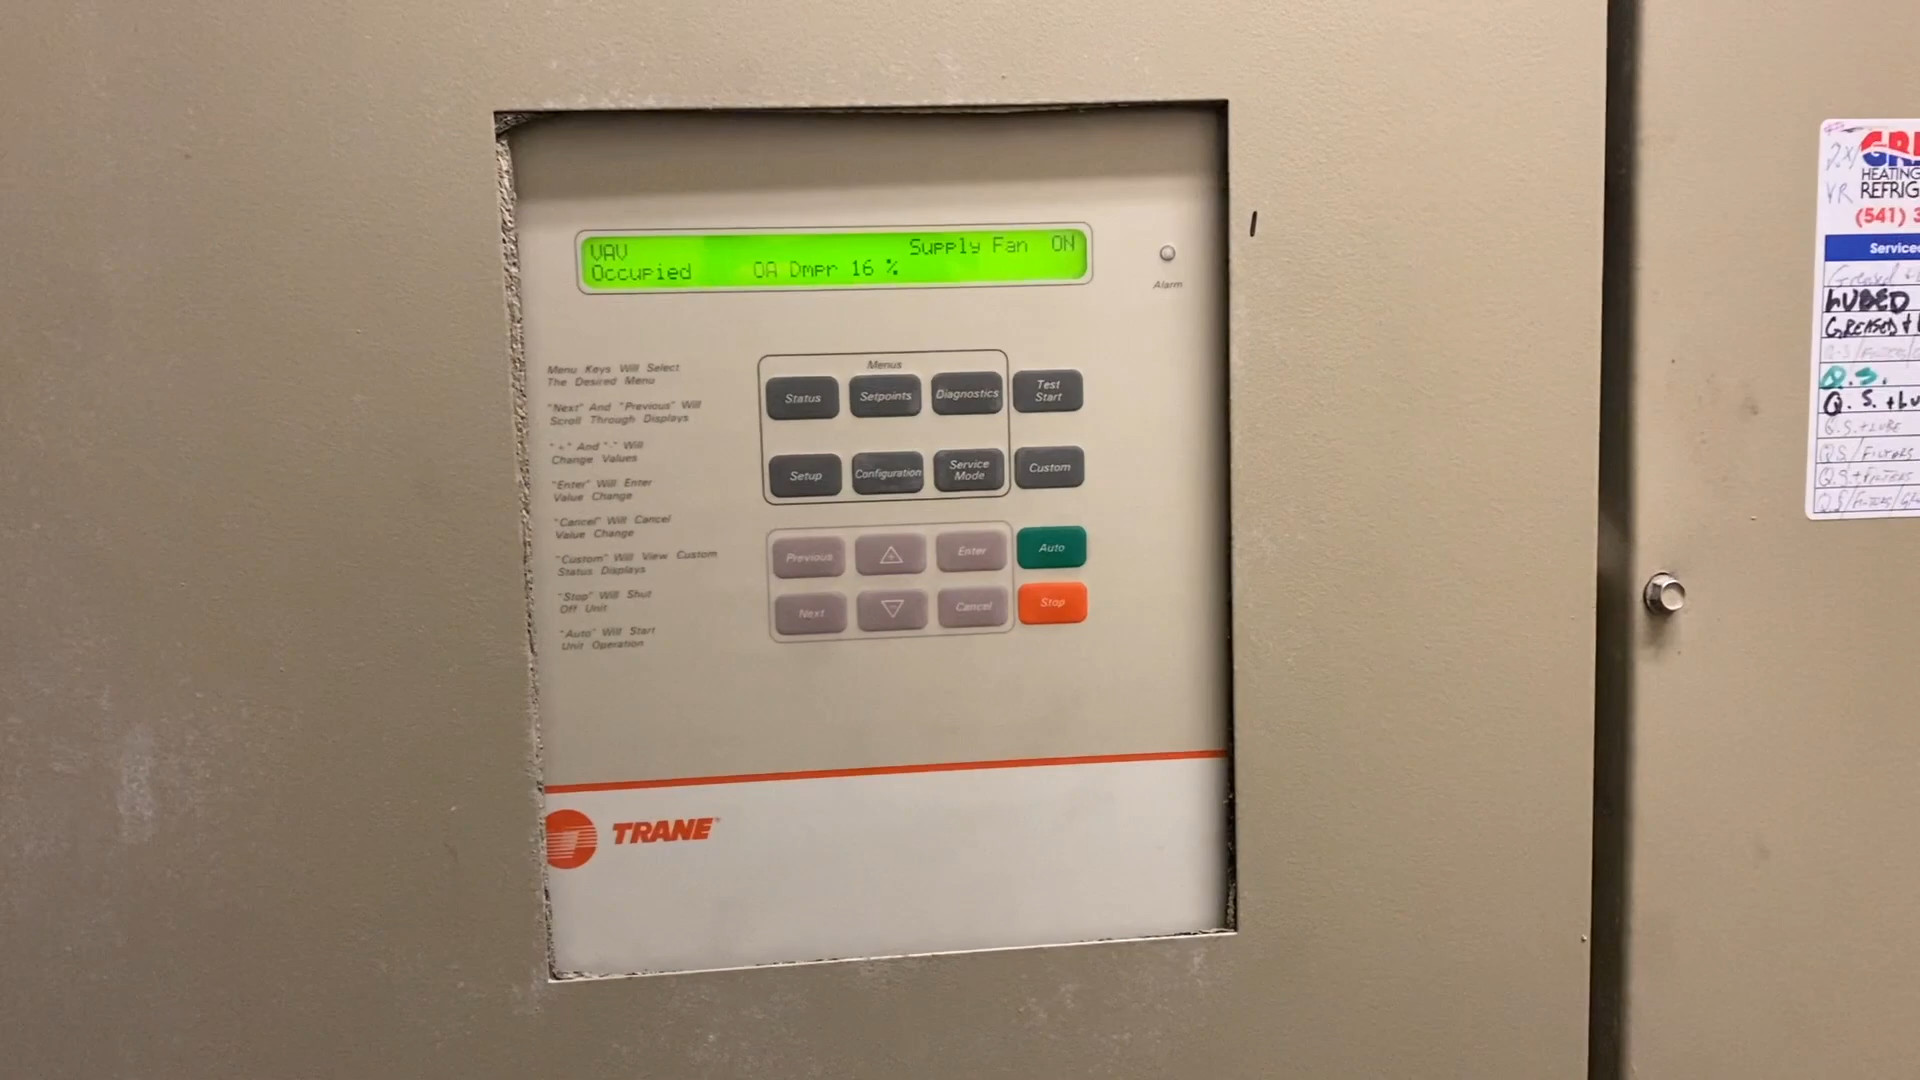 VAV Supply Fan ON
Occupied OA Dmpr 16 %
Alarm
Menu Keys Will Select
The Desired Menu
"Next" And "Previous" Will
Scroll Through Displays
"+" And "-" Will
Change Values
"Enter" Will Enter
Value Change
"Cancel" Will Cancel
Value Change
"Custom" Will View Custom
Status Displays
"Stop" Will Shut
Off Unit
"Auto" Will Start
Unit Operation
Menus
Status Setpoints Diagnostics Test Start
Setup Configuration Service Mode Custom
Previous + Enter Auto
Next - Cancel Stop
TRANE
2x/
YR
HEATING
(541) 3
LUBED
GREASED +
Q.S.
Q.S. +
Q.S. + LUBE
QS/FILTERS
Q.S. + FILTERS